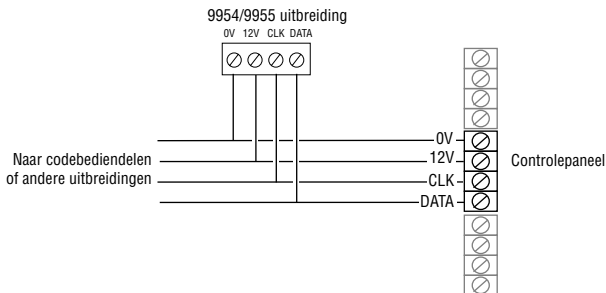 9954/9955 uitbreiding
0V 12V CLK DATA
0V
Naar codebediendelen
of andere uitbreidingen
12V
Controlepaneel
CLK
DATA